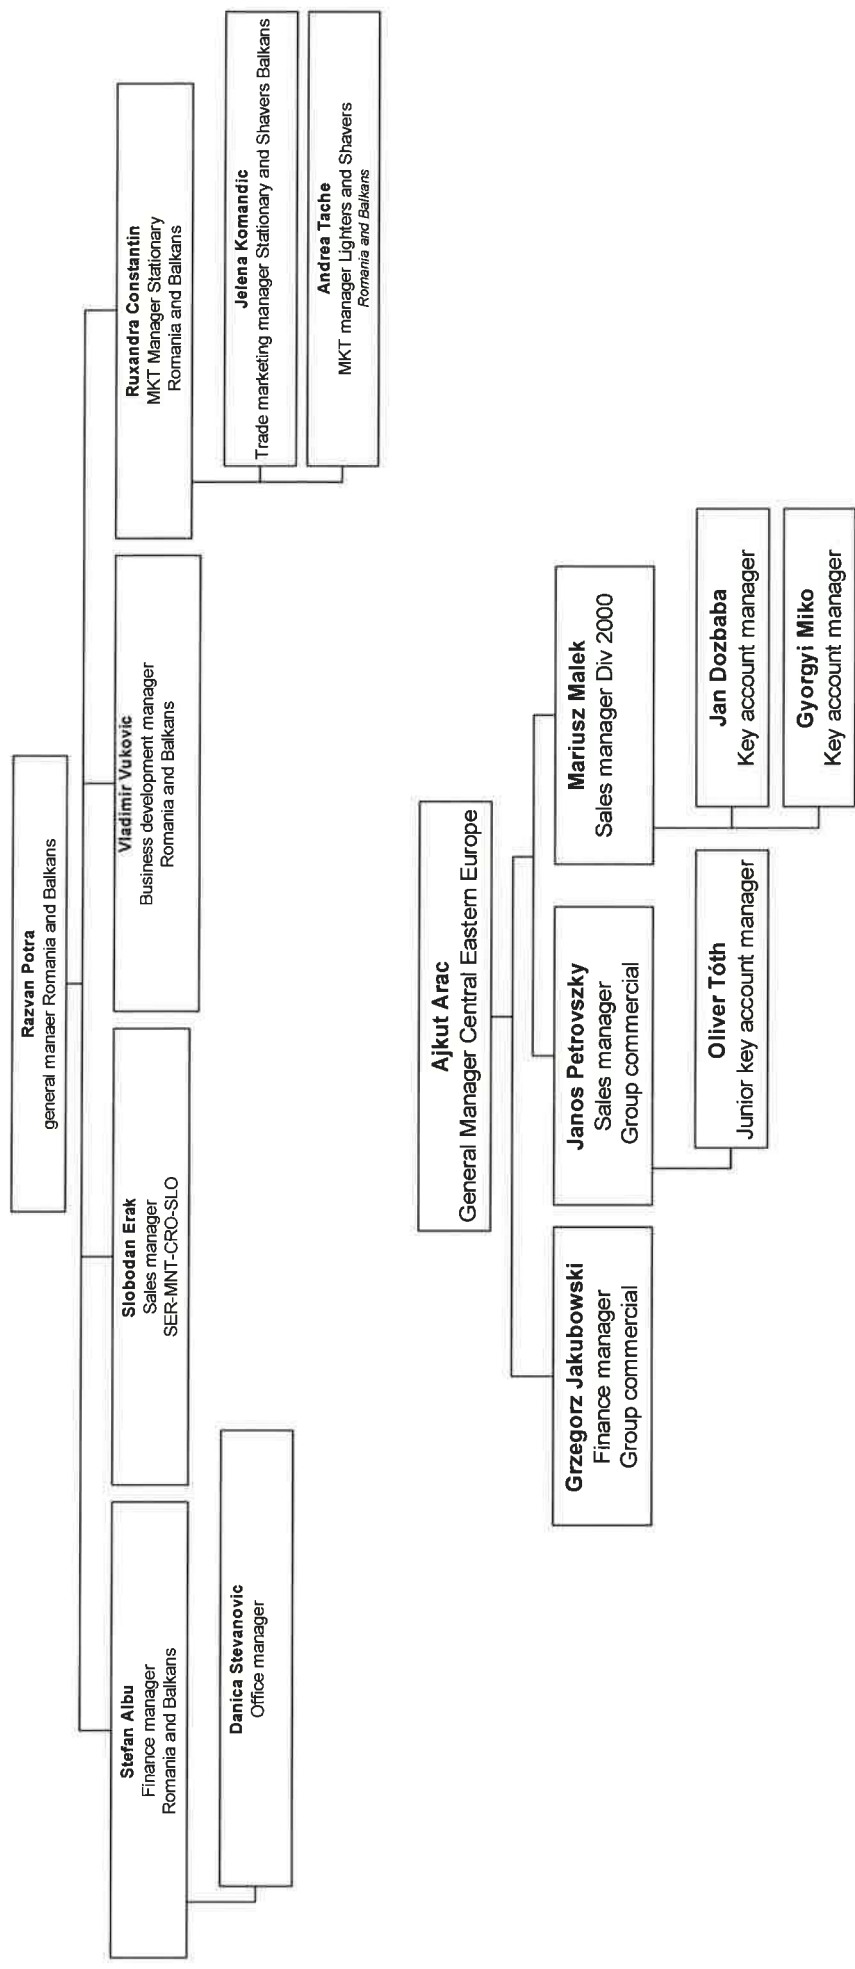 Razvan Potra
general manaer Romania and Balkans
Stefan Albu
Finance manager
Romania and Balkans
Slobodan Erak
Sales manager
SER-MNT-CRO-SLO
Vladimir Vukovic
Business development manager
Romania and Balkans
Ruxandra Constantin
MKT Manager Stationary
Romania and Balkans
Danica Stevanovic
Office manager
Jelena Komandic
Trade marketing manager Stationary and Shavers Balkans
Andrea Tache
MKT manager Lighters and Shavers
Romania and Balkans
Ajkut Arac
General Manager Central Eastern Europe
Grzegorz Jakubowski
Finance manager
Group commercial
Janos Petrovszky
Sales manager
Group commercial
Mariusz Malek
Sales manager Div 2000
Oliver Tóth
Junior key account manager
Jan Dozbaba
Key account manager
Gyorgyi Miko
Key account manager